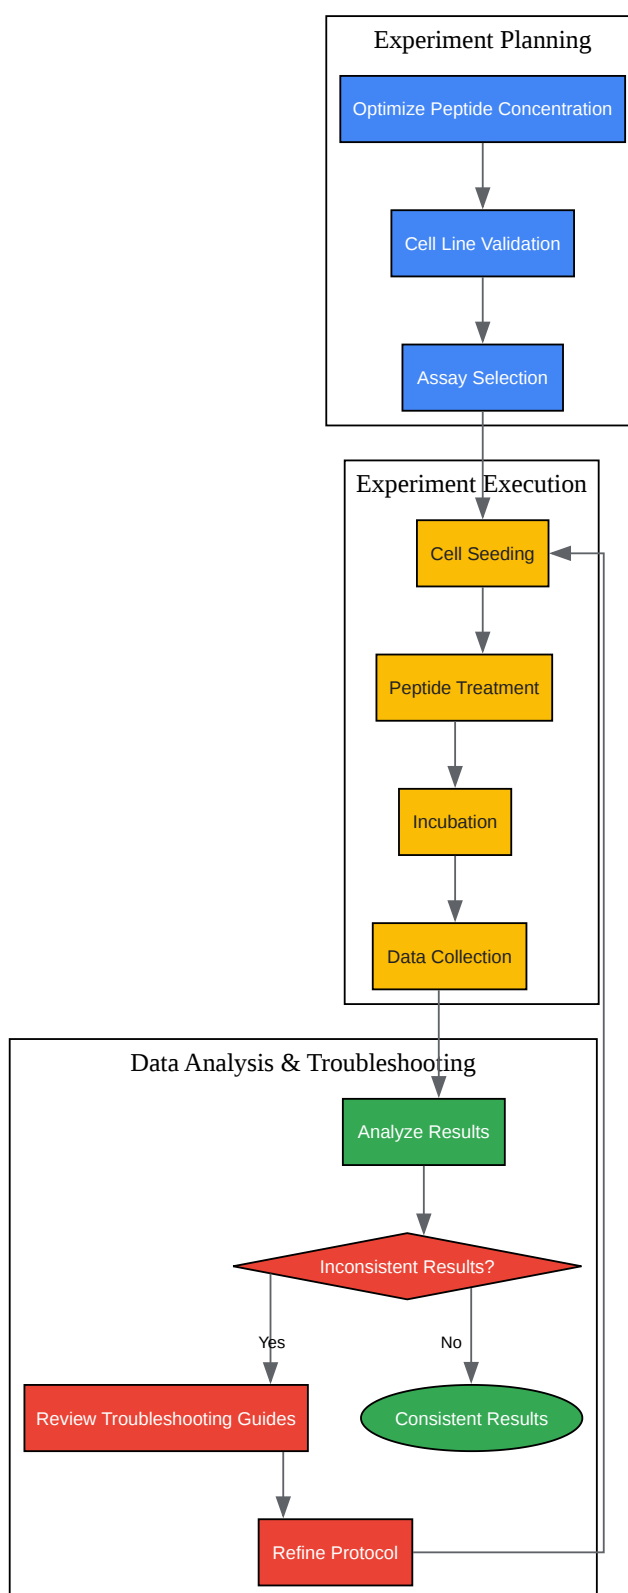 Experiment Planning
Optimize Peptide Concentration
Cell Line Validation
Assay Selection
Experiment Execution
Cell Seeding
Peptide Treatment
Incubation
Data Collection
Data Analysis & Troubleshooting
Analyze Results
Inconsistent Results?
Yes
No
Review Troubleshooting Guides
Consistent Results
Refine Protocol